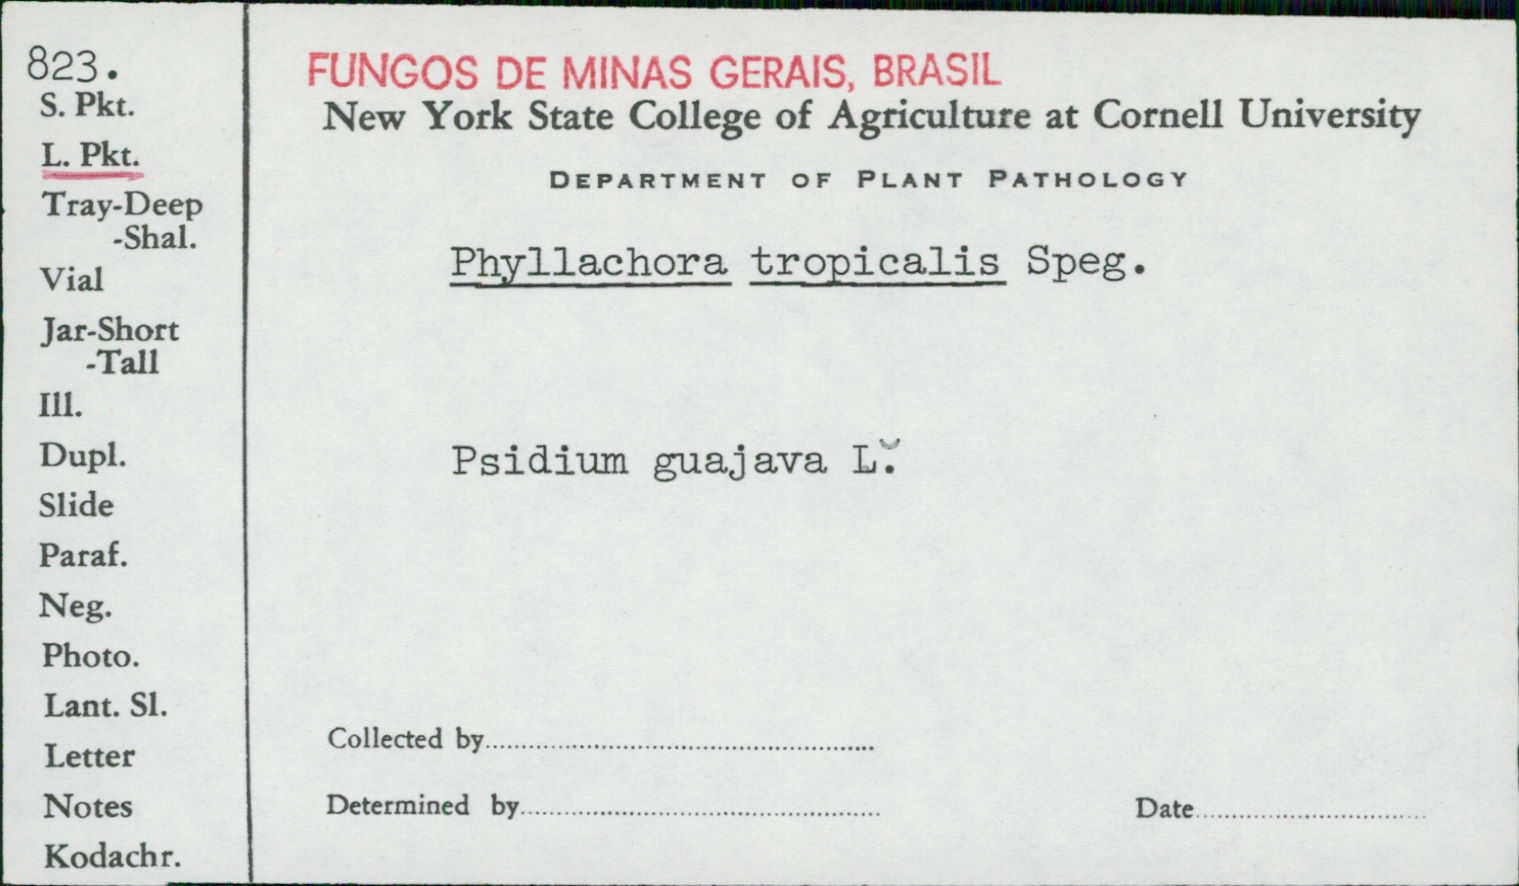 823.
S. Pkt.
L. Pkt.
Tray-Deep
-Shal.
Vial
Jar-Short
-Tall
Ill.
Dupl.
Slide
Paraf.
Neg.
Photo.
Lant. Sl.
Letter
Notes
Kodachr.
FUNGOS DE MINAS GERAIS, BRASIL
New York State College of Agriculture at Cornell University
DEPARTMENT OF PLANT PATHOLOGY
Phyllachora tropicalis Speg.
Psidium guajava L.
Collected by
Determined by
Date